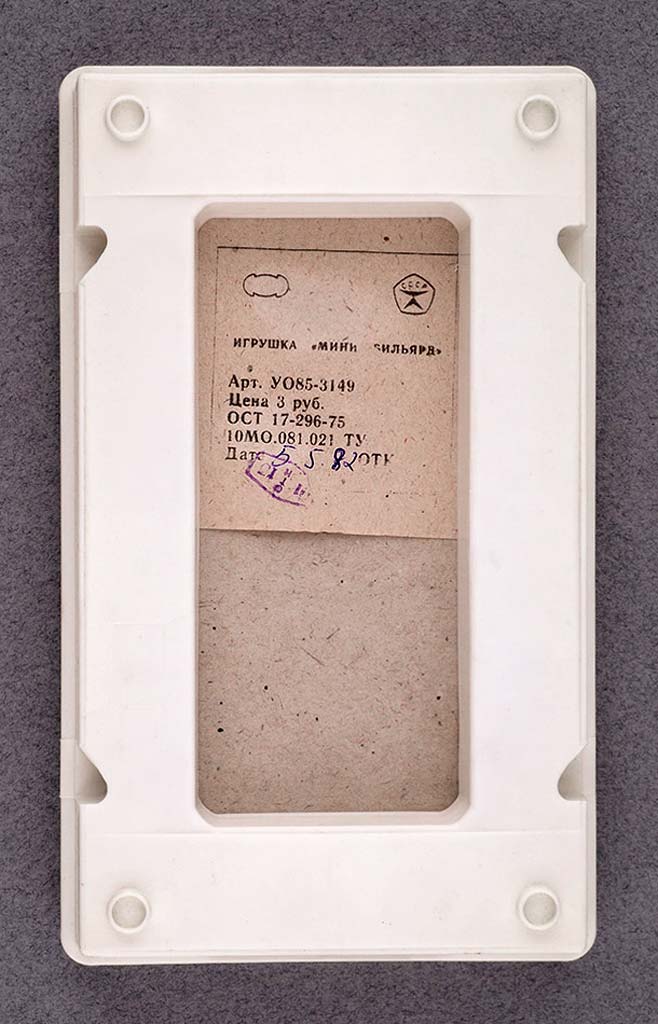 СССР
ИГРУШКА «МИНИ БИЛЬЯРД»
Арт. УО85-3149
Цена 3 руб.
ОСТ 17-296-75
10МО.081.021 ТУ
Дата 5.5.82 ОТК